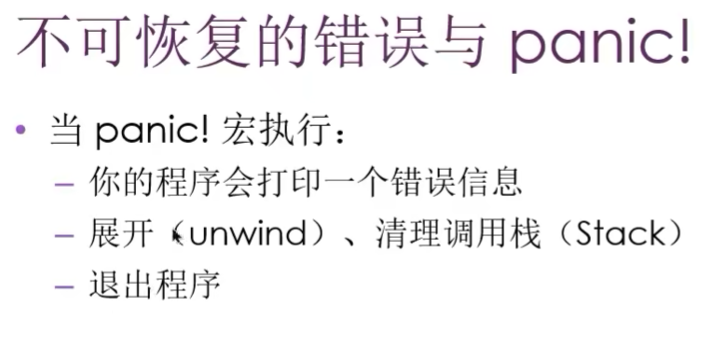 不可恢复的错误与 panic!
• 当 panic! 宏执行：
– 你的程序会打印一个错误信息
– 展开（unwind）、清理调用栈（Stack）
– 退出程序